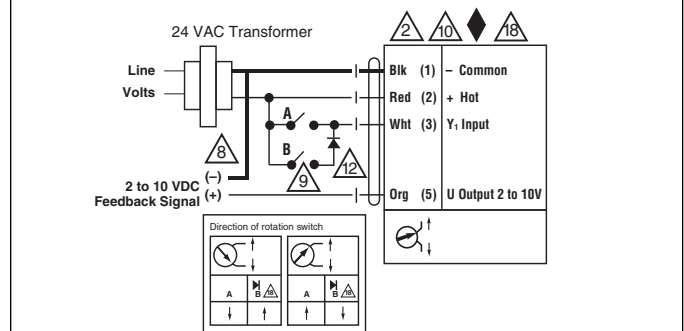 24 VAC Transformer
2 10 18
Line
Volts
Blk (1) – Common
Red (2) + Hot
A
Wht (3) Y₁ Input
B
8
12
9
(–)
2 to 10 VDC (+)
Feedback Signal
Org (5) U Output 2 to 10V
Direction of rotation switch
A B 18 A B 18